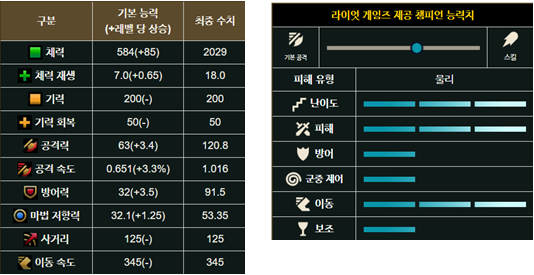 구분 기본 능력 (+레벨 당 상승) 최종 수치
체력 584(+85) 2029
체력 재생 7.0(+0.65) 18.0
기력 200(-) 200
기력 회복 50(-) 50
공격력 63(+3.4) 120.8
공격 속도 0.651(+3.3%) 1.016
방어력 32(+3.5) 91.5
마법 저항력 32.1(+1.25) 53.35
사거리 125(-) 125
이동 속도 345(-) 345
라이엇 게임즈 제공 챔피언 능력치
기본 공격 스킬
피해 유형 물리
난이도
피해
방어
군중 제어
이동
보조